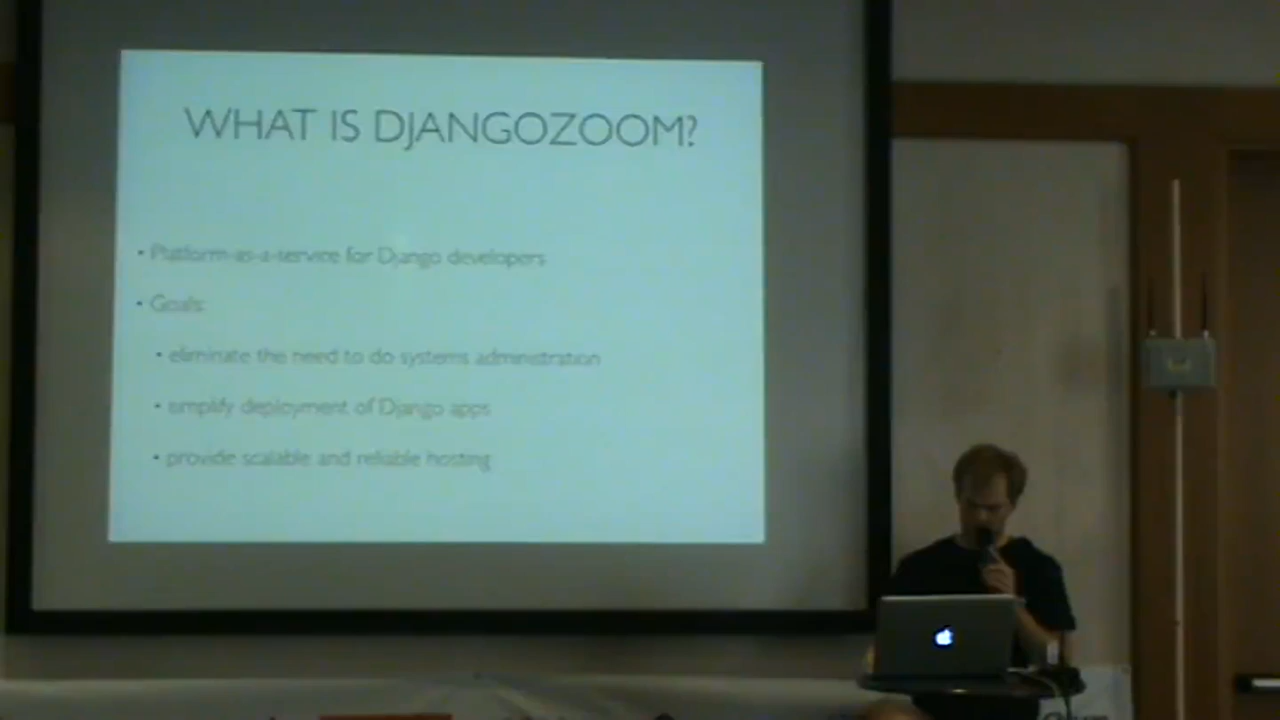 WHAT IS DJANGOZOOM?
• Platform-as-a-service for Django developers
• Goals:
• eliminate the need to do systems administration
• simplify deployment of Django apps
• provide scalable and reliable hosting